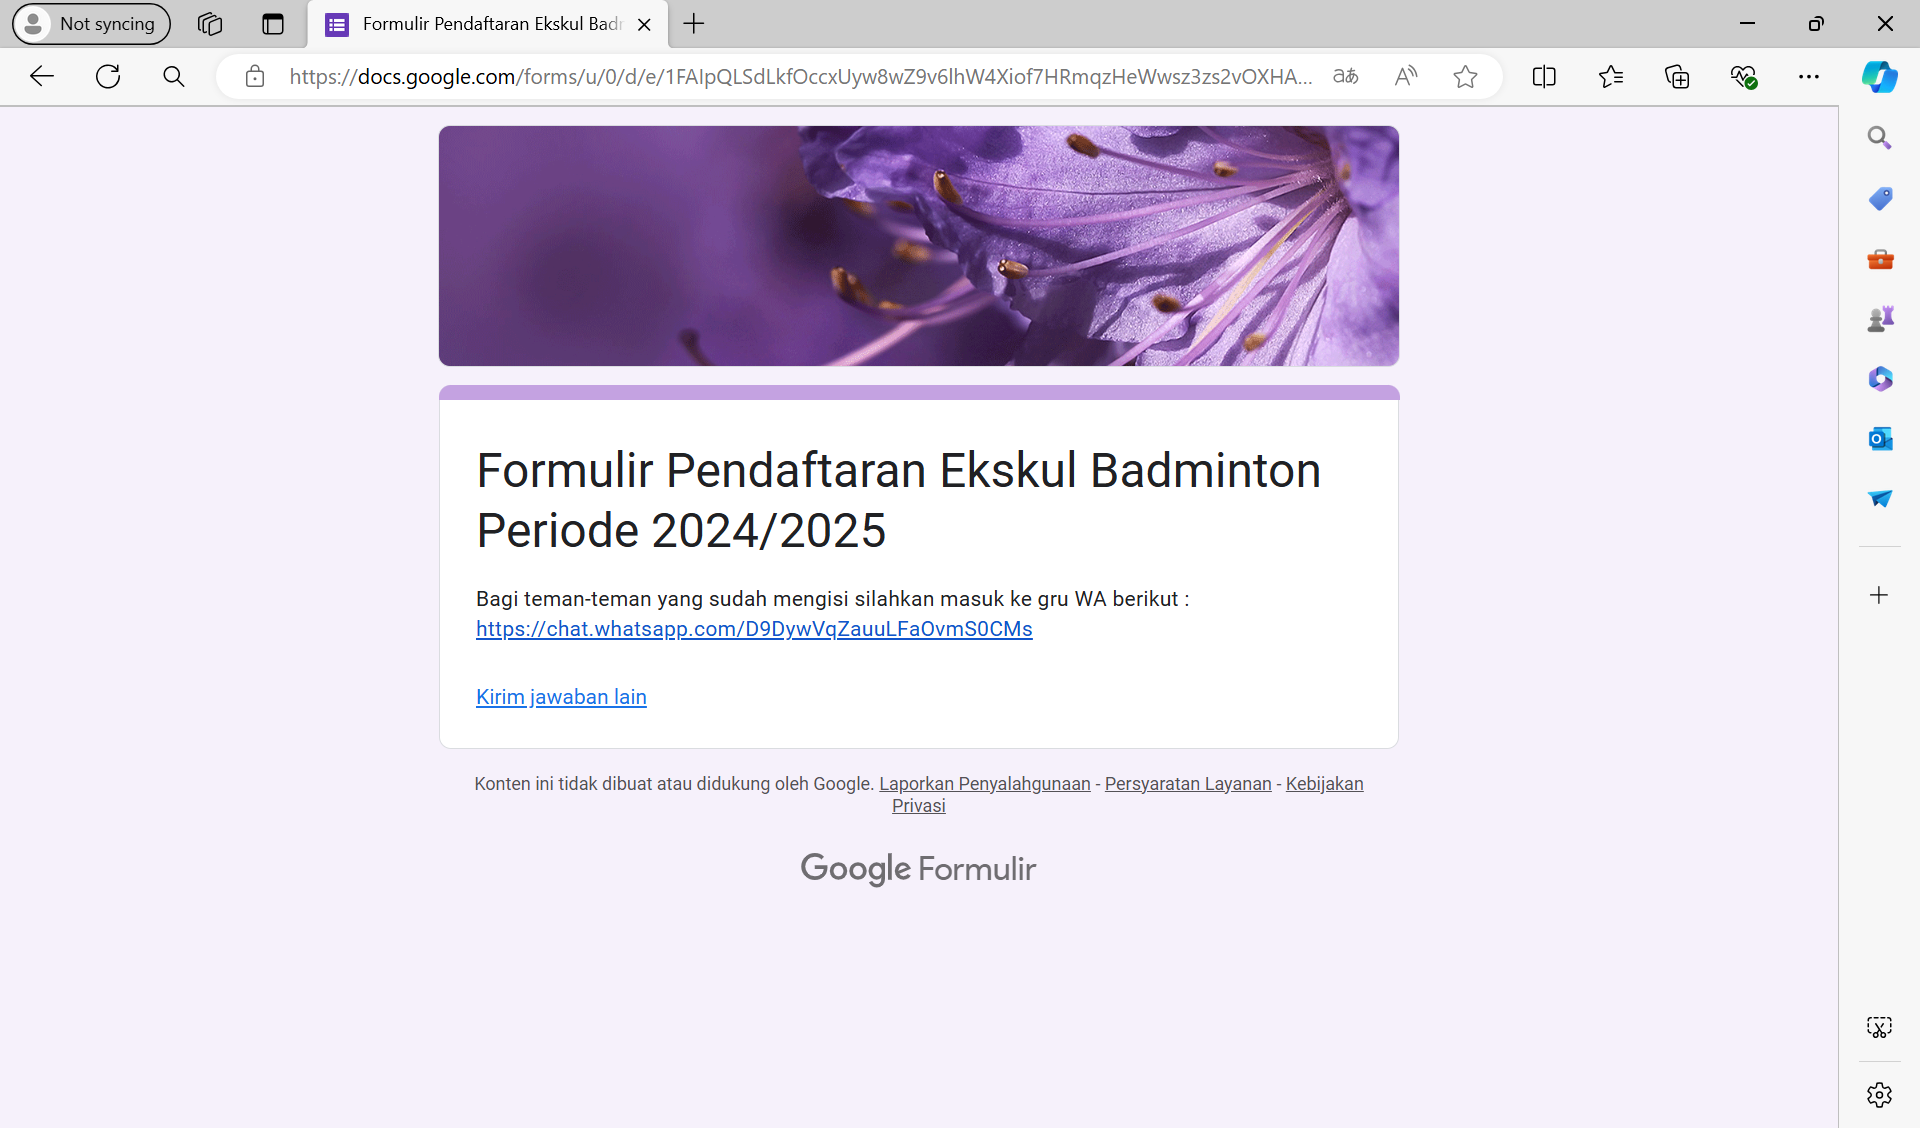 Not syncing
Formulir Pendaftaran Ekskul Badn
https://docs.google.com/forms/u/0/d/e/1FAIpQLSdLkfOccxUyw8wZ9v6lhW4Xiof7HRmqzHeWwsz3zs2vOXHA...
Formulir Pendaftaran Ekskul Badminton
Periode 2024/2025
Bagi teman-teman yang sudah mengisi silahkan masuk ke gru WA berikut :
https://chat.whatsapp.com/D9DywVqZauuLFaOvmS0CMs
Kirim jawaban lain
Konten ini tidak dibuat atau didukung oleh Google. Laporkan Penyalahgunaan - Persyaratan Layanan - Kebijakan
Privasi
Google Formulir